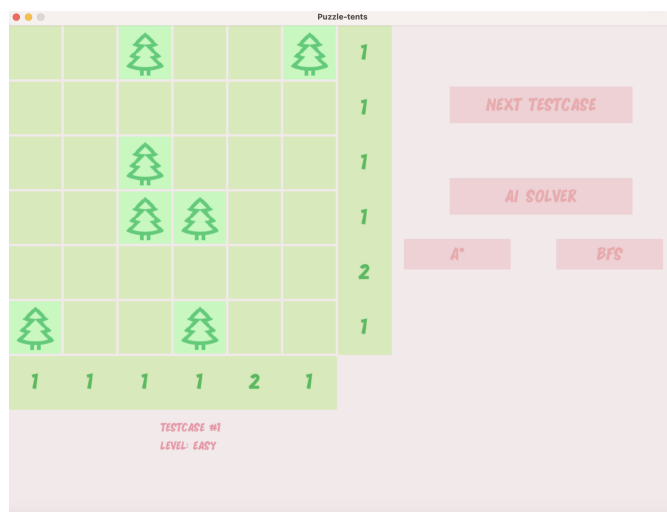 Puzzle-tents
1
1
1
1
2
1
1 1 1 1 2 1
NEXT TESTCASE
AI SOLVER
A* BFS
TESTCASE #1
LEVEL: EASY